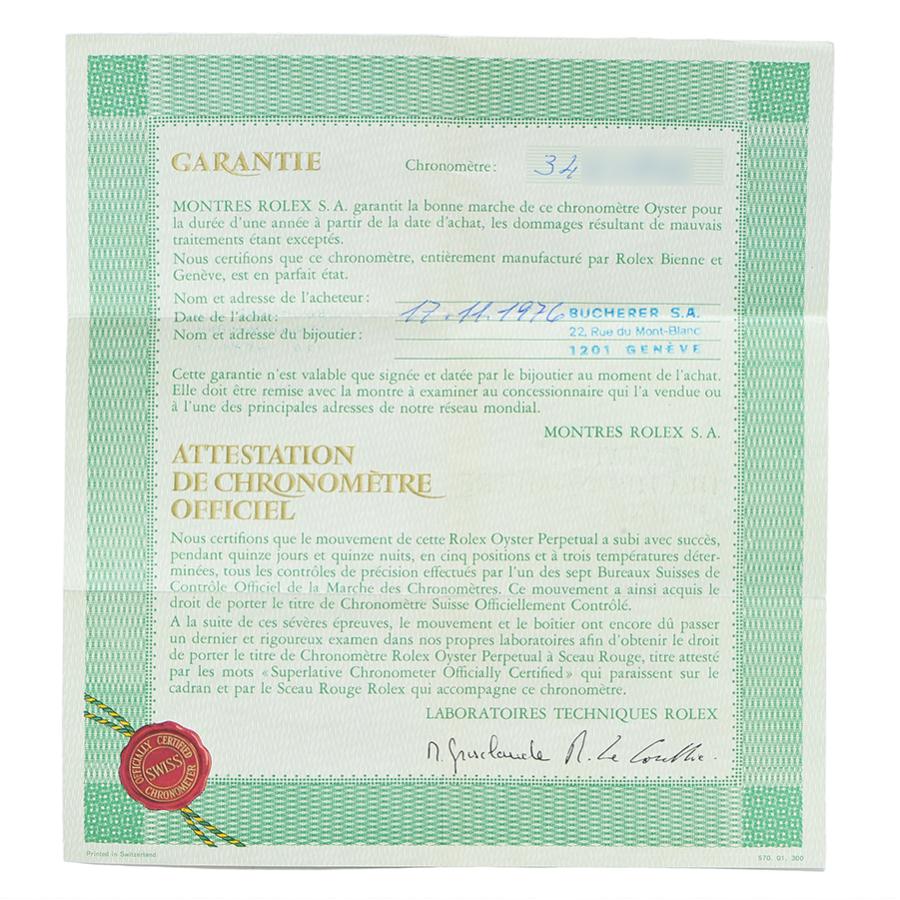 GARANTIE Chronomètre: 34
MONTRES ROLEX S. A. garantit la bonne marche de ce chronomètre Oyster pour
la durée d'une année à partir de la date d'achat, les dommages résultant de mauvais
traitements étant exceptés.
Nous certifions que ce chronomètre, entièrement manufacturé par Rolex Bienne et
Genève, est en parfait état.
Nom et adresse de l'acheteur:
Date de l'achat: 17.11.1976 BUCHERER S.A.
Nom et adresse du bijoutier: 22, Rue du Mont-Blanc
1201 GENÈVE
Cette garantie n'est valable que signée et datée par le bijoutier au moment de l'achat.
Elle doit être remise avec la montre à examiner au concessionnaire qui l'a vendue ou
à l'une des principales adresses de notre réseau mondial.
MONTRES ROLEX S. A.
ATTESTATION
DE CHRONOMÈTRE
OFFICIEL
Nous certifions que le mouvement de cette Rolex Oyster Perpetual a subi avec succès,
pendant quinze jours et quinze nuits, en cinq positions et à trois températures déter-
minées, tous les contrôles de précision effectués par l'un des sept Bureaux Suisses de
Contrôle Officiel de la Marche des Chronomètres. Ce mouvement a ainsi acquis le
droit de porter le titre de Chronomètre Suisse Officiellement Contrôlé.
A la suite de ces sévères épreuves, le mouvement et le boîtier ont encore dû passer
un dernier et rigoureux examen dans nos propres laboratoires afin d'obtenir le droit
de porter le titre de Chronomètre Rolex Oyster Perpetual à Sceau Rouge, titre attesté
par les mots «Superlative Chronometer Officially Certified» qui paraissent sur le
cadran et par le Sceau Rouge Rolex qui accompagne ce chronomètre.
LABORATOIRES TECHNIQUES ROLEX
OFFICIALLY CERTIFIED
SWISS
CHRONOMETER
Printed in Switzerland
570. 01. 300